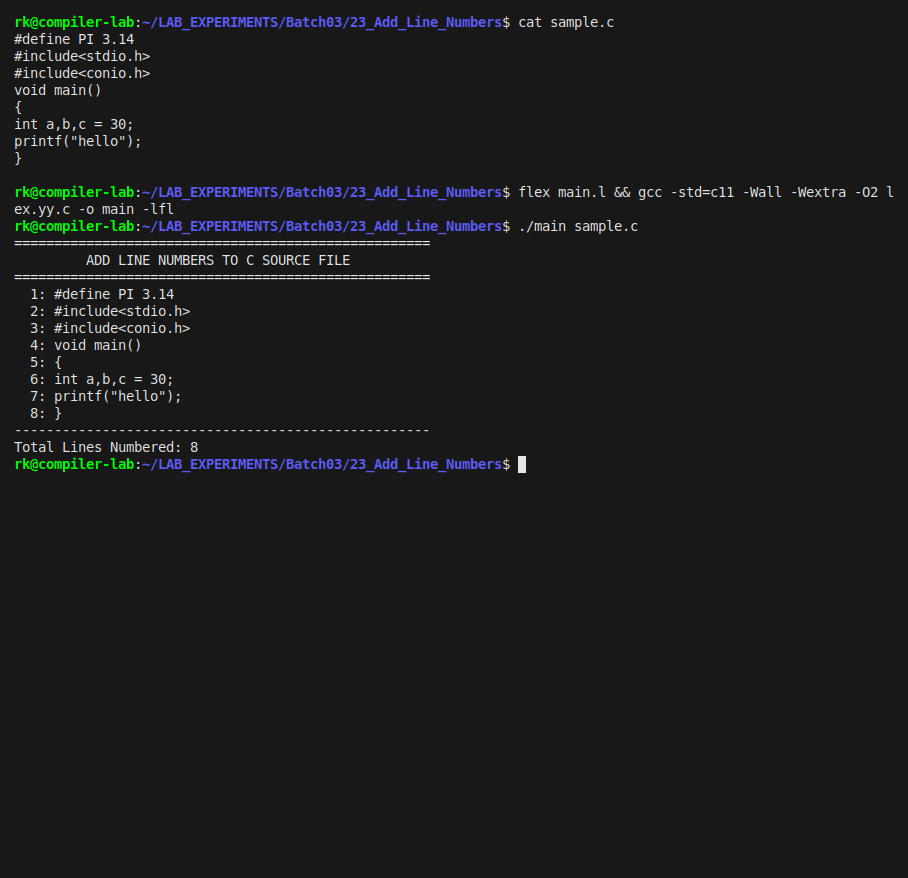 rk@compiler-lab:~/LAB_EXPERIMENTS/Batch03/23_Add_Line_Numbers$ cat sample.c
#define PI 3.14
#include<stdio.h>
#include<conio.h>
void main()
{
int a,b,c = 30;
printf("hello");
}

rk@compiler-lab:~/LAB_EXPERIMENTS/Batch03/23_Add_Line_Numbers$ flex main.l && gcc -std=c11 -Wall -Wextra -O2 l
ex.yy.c -o main -lfl
rk@compiler-lab:~/LAB_EXPERIMENTS/Batch03/23_Add_Line_Numbers$ ./main sample.c
====================================================
         ADD LINE NUMBERS TO C SOURCE FILE
====================================================
  1: #define PI 3.14
  2: #include<stdio.h>
  3: #include<conio.h>
  4: void main()
  5: {
  6: int a,b,c = 30;
  7: printf("hello");
  8: }
----------------------------------------------------
Total Lines Numbered: 8
rk@compiler-lab:~/LAB_EXPERIMENTS/Batch03/23_Add_Line_Numbers$